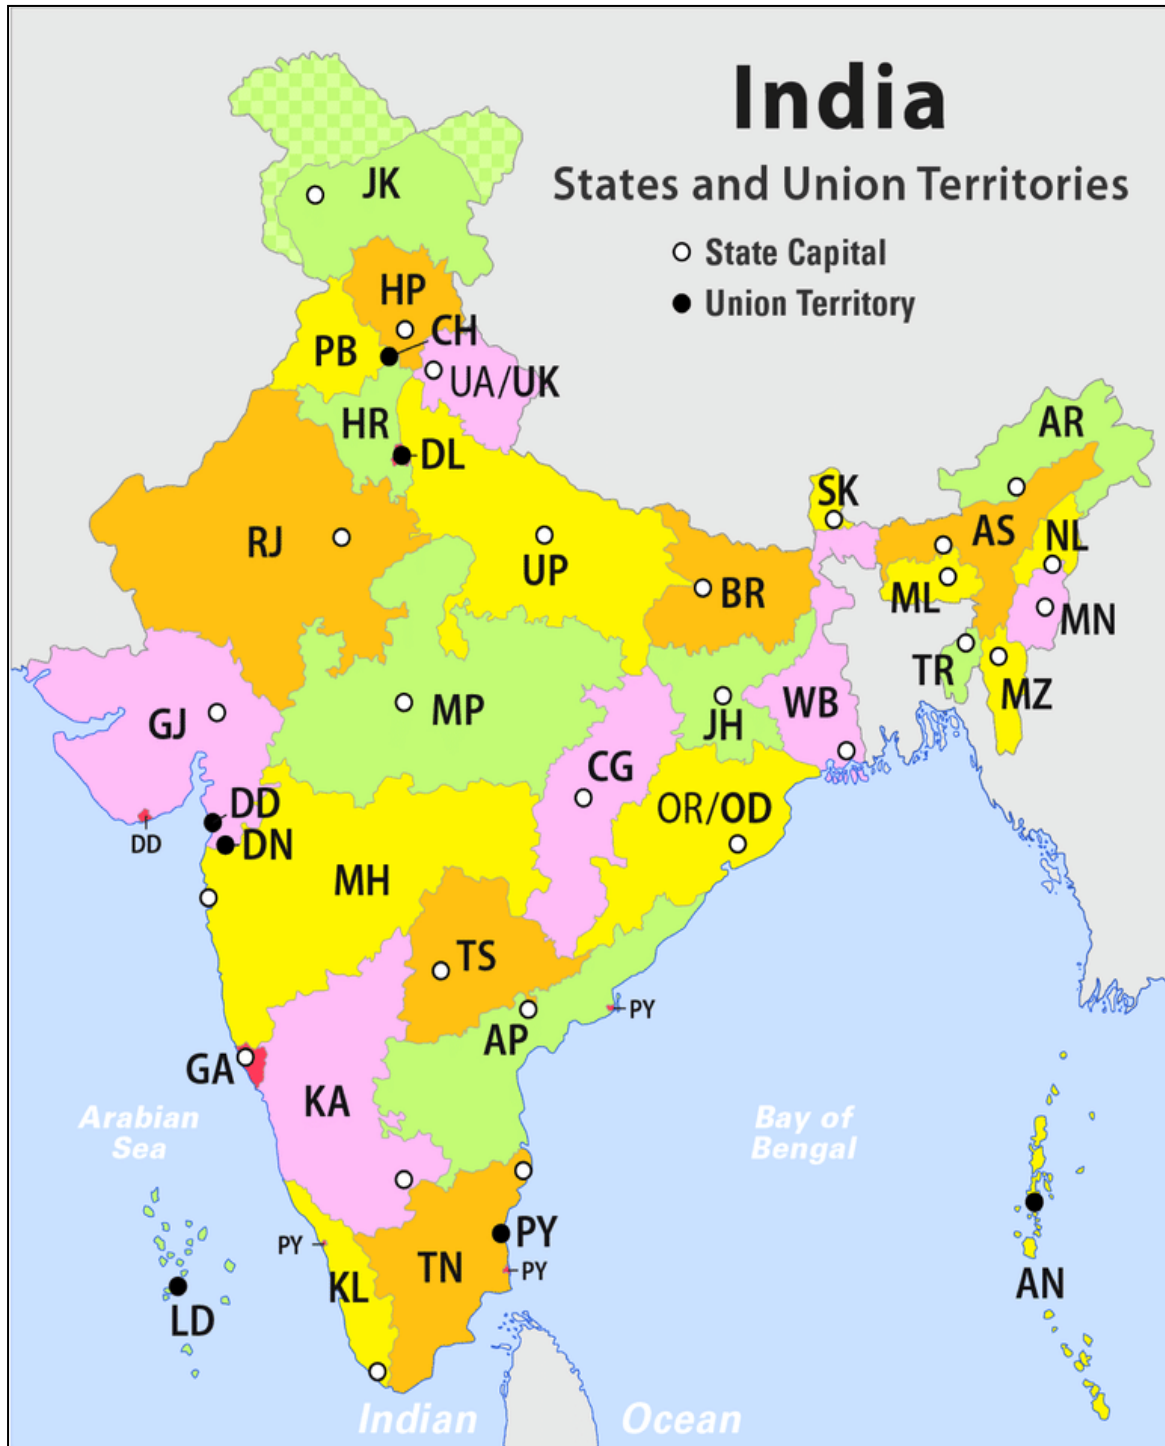 India
States and Union Territories
State Capital
Union Territory
JK
HP
CH
PB
UA/UK
HR
DL
AR
SK
RJ
UP
AS
NL
BR
ML
MN
TR
MZ
GJ
MP
JH
WB
CG
DD
DD
DN
OR/OD
MH
TS
PY
AP
GA
KA
Arabian
Sea
Bay of
Bengal
PY
PY
TN
PY
KL
LD
AN
Indian Ocean